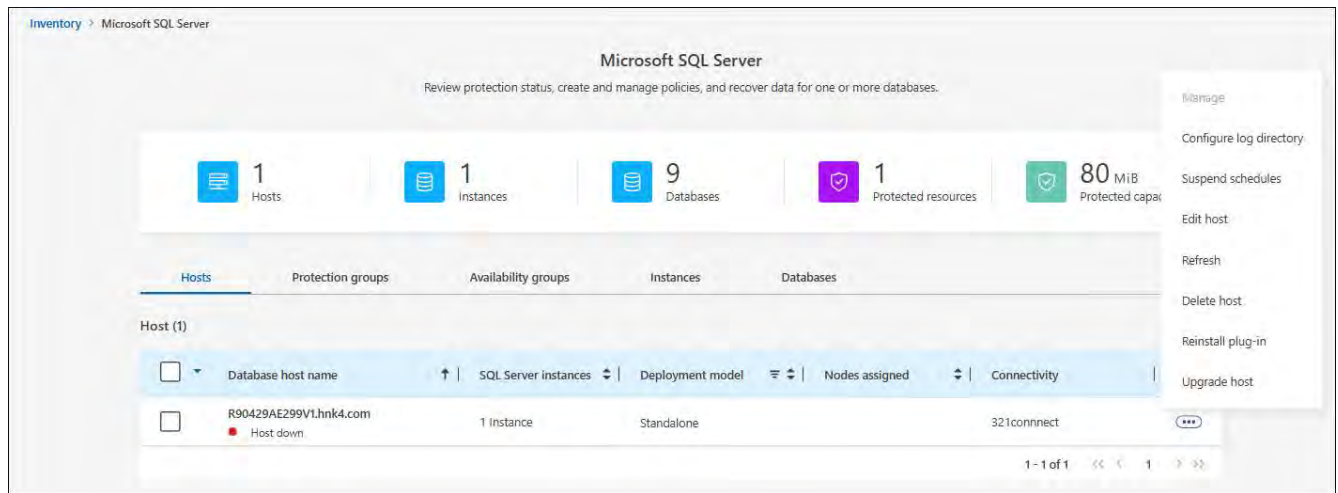 Inventory > Microsoft SQL Server
Microsoft SQL Server
Review protection status, create and manage policies, and recover data for one or more databases.
1
Hosts
1
Instances
9
Databases
1
Protected resources
80 MiB
Protected capac
Manage
Configure log directory
Suspend schedules
Edit host
Refresh
Delete host
Reinstall plug-in
Upgrade host
Hosts Protection groups Availability groups Instances Databases
Host (1)
Database host name SQL Server instances Deployment model Nodes assigned Connectivity
R90429AE299V1.hnk4.com 1 Instance Standalone 321connnect
Host down
1 - 1 of 1 << < 1 > >>